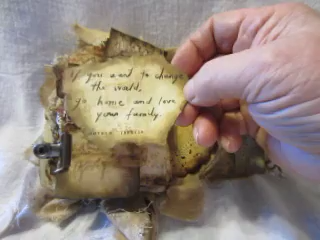 If you want to change
the world,
go home and love
your family.